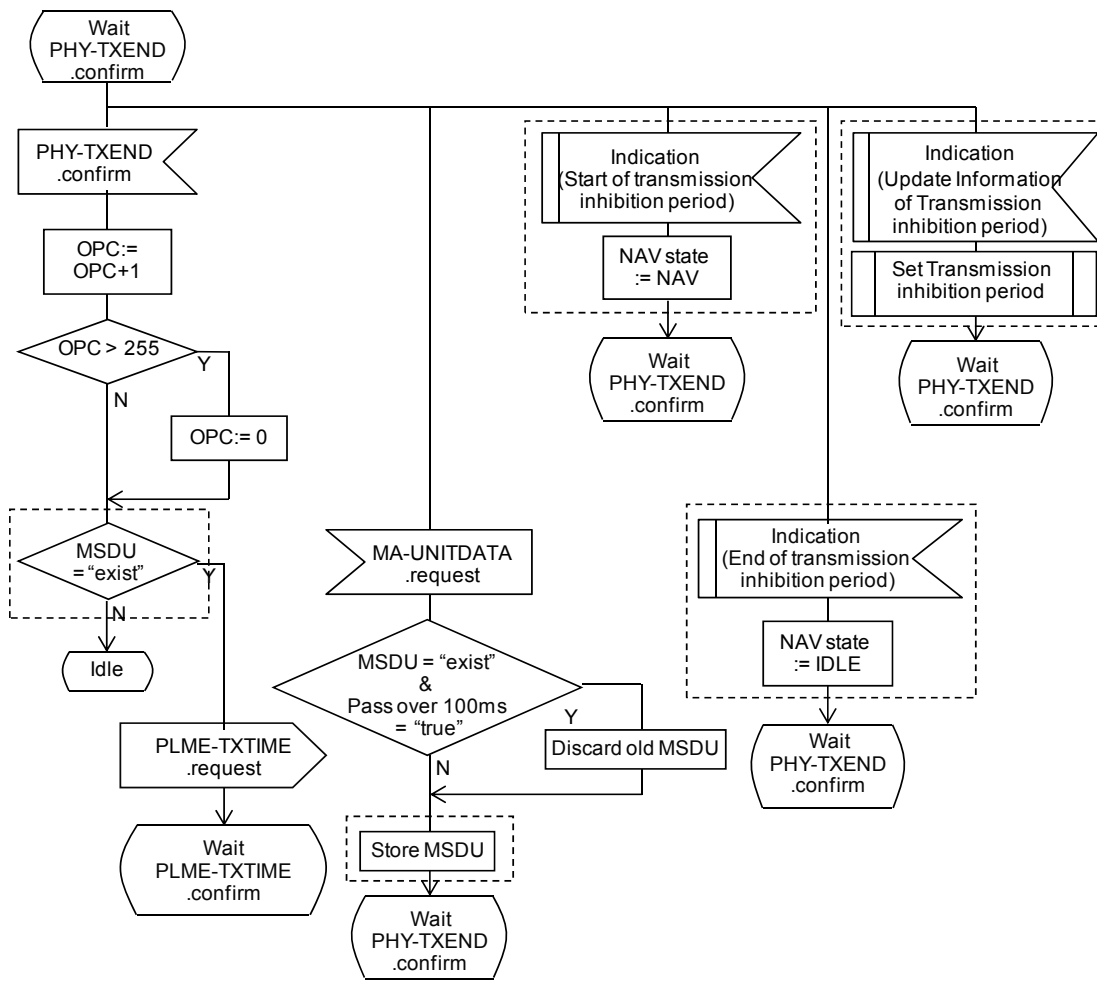 Wait
PHY-TXEND
.confirm
PHY-TXEND
.confirm
OPC:=
OPC+1
OPC > 255
Y
N
OPC:= 0
MSDU
= “exist”
Y
N
Idle
PLME-TXTIME
.request
Wait
PLME-TXTIME
.confirm
MA-UNITDATA
.request
MSDU = “exist”
&
Pass over 100ms
= “true”
Y
N
Discard old MSDU
Store MSDU
Wait
PHY-TXEND
.confirm
Indication
(Start of transmission
inhibition period)
NAV state
:= NAV
Wait
PHY-TXEND
.confirm
Indication
(End of transmission
inhibition period)
NAV state
:= IDLE
Wait
PHY-TXEND
.confirm
Indication
(Update Information
of Transmission
inhibition period)
Set Transmission
inhibition period
Wait
PHY-TXEND
.confirm